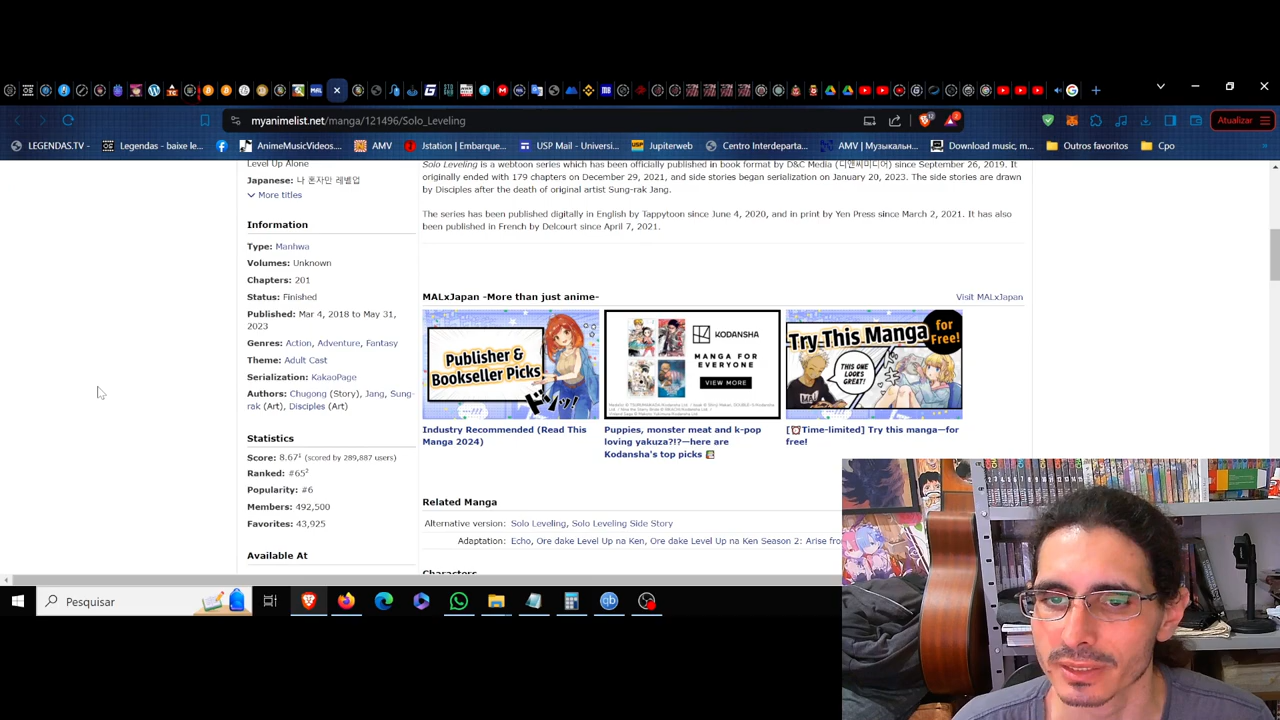 myanimelist.net/manga/121496/Solo_Leveling
Atualizar
LEGENDAS.TV -
Legendas - baixe le...
AnimeMusicVideos...
AMV
Jstation | Embarque...
USP Mail - Universi...
Jupiterweb
Centro Interdeparta...
AMV | Музыкальн...
Download music, m...
Outros favoritos
Cpo
Level Up Alone
Japanese: 나 혼자만 레벨업
More titles
Information
Type: Manhwa
Volumes: Unknown
Chapters: 201
Status: Finished
Published: Mar 4, 2018 to May 31,
2023
Genres: Action, Adventure, Fantasy
Theme: Adult Cast
Serialization: KakaoPage
Authors: Chugong (Story), Jang, Sung-
rak (Art), Disciples (Art)
Statistics
Score: 8.67¹ (scored by 289,887 users)
Ranked: #65²
Popularity: #6
Members: 492,500
Favorites: 43,925
Available At
Solo Leveling is a webtoon series which has been officially published in book format by D&C Media (디앤씨미디어) since September 26, 2019. It
originally ended with 179 chapters on December 29, 2021, and side stories began serialization on January 20, 2023. The side stories are drawn
by Disciples after the death of original artist Sung-rak Jang.
The series has been published digitally in English by Tappytoon since June 4, 2020, and in print by Yen Press since March 2, 2021. It has also
been published in French by Delcourt since April 7, 2021.
MALxJapan -More than just anime-
Visit MALxJapan
Publisher &
Bookseller Picks
KODANSHA
MANGA FOR
EVERYONE
VIEW MORE
Try This Manga
for
Free!
THIS ONE
LOOKS
GREAT!
Industry Recommended (Read This
Manga 2024)
Puppies, monster meat and k-pop
loving yakuza?!?—here are
Kodansha's top picks
[⏰Time-limited] Try this manga—for
free!
Related Manga
Alternative version: Solo Leveling, Solo Leveling Side Story
Adaptation: Echo, Ore dake Level Up na Ken, Ore dake Level Up na Ken Season 2: Arise fro
Characters
Pesquisar